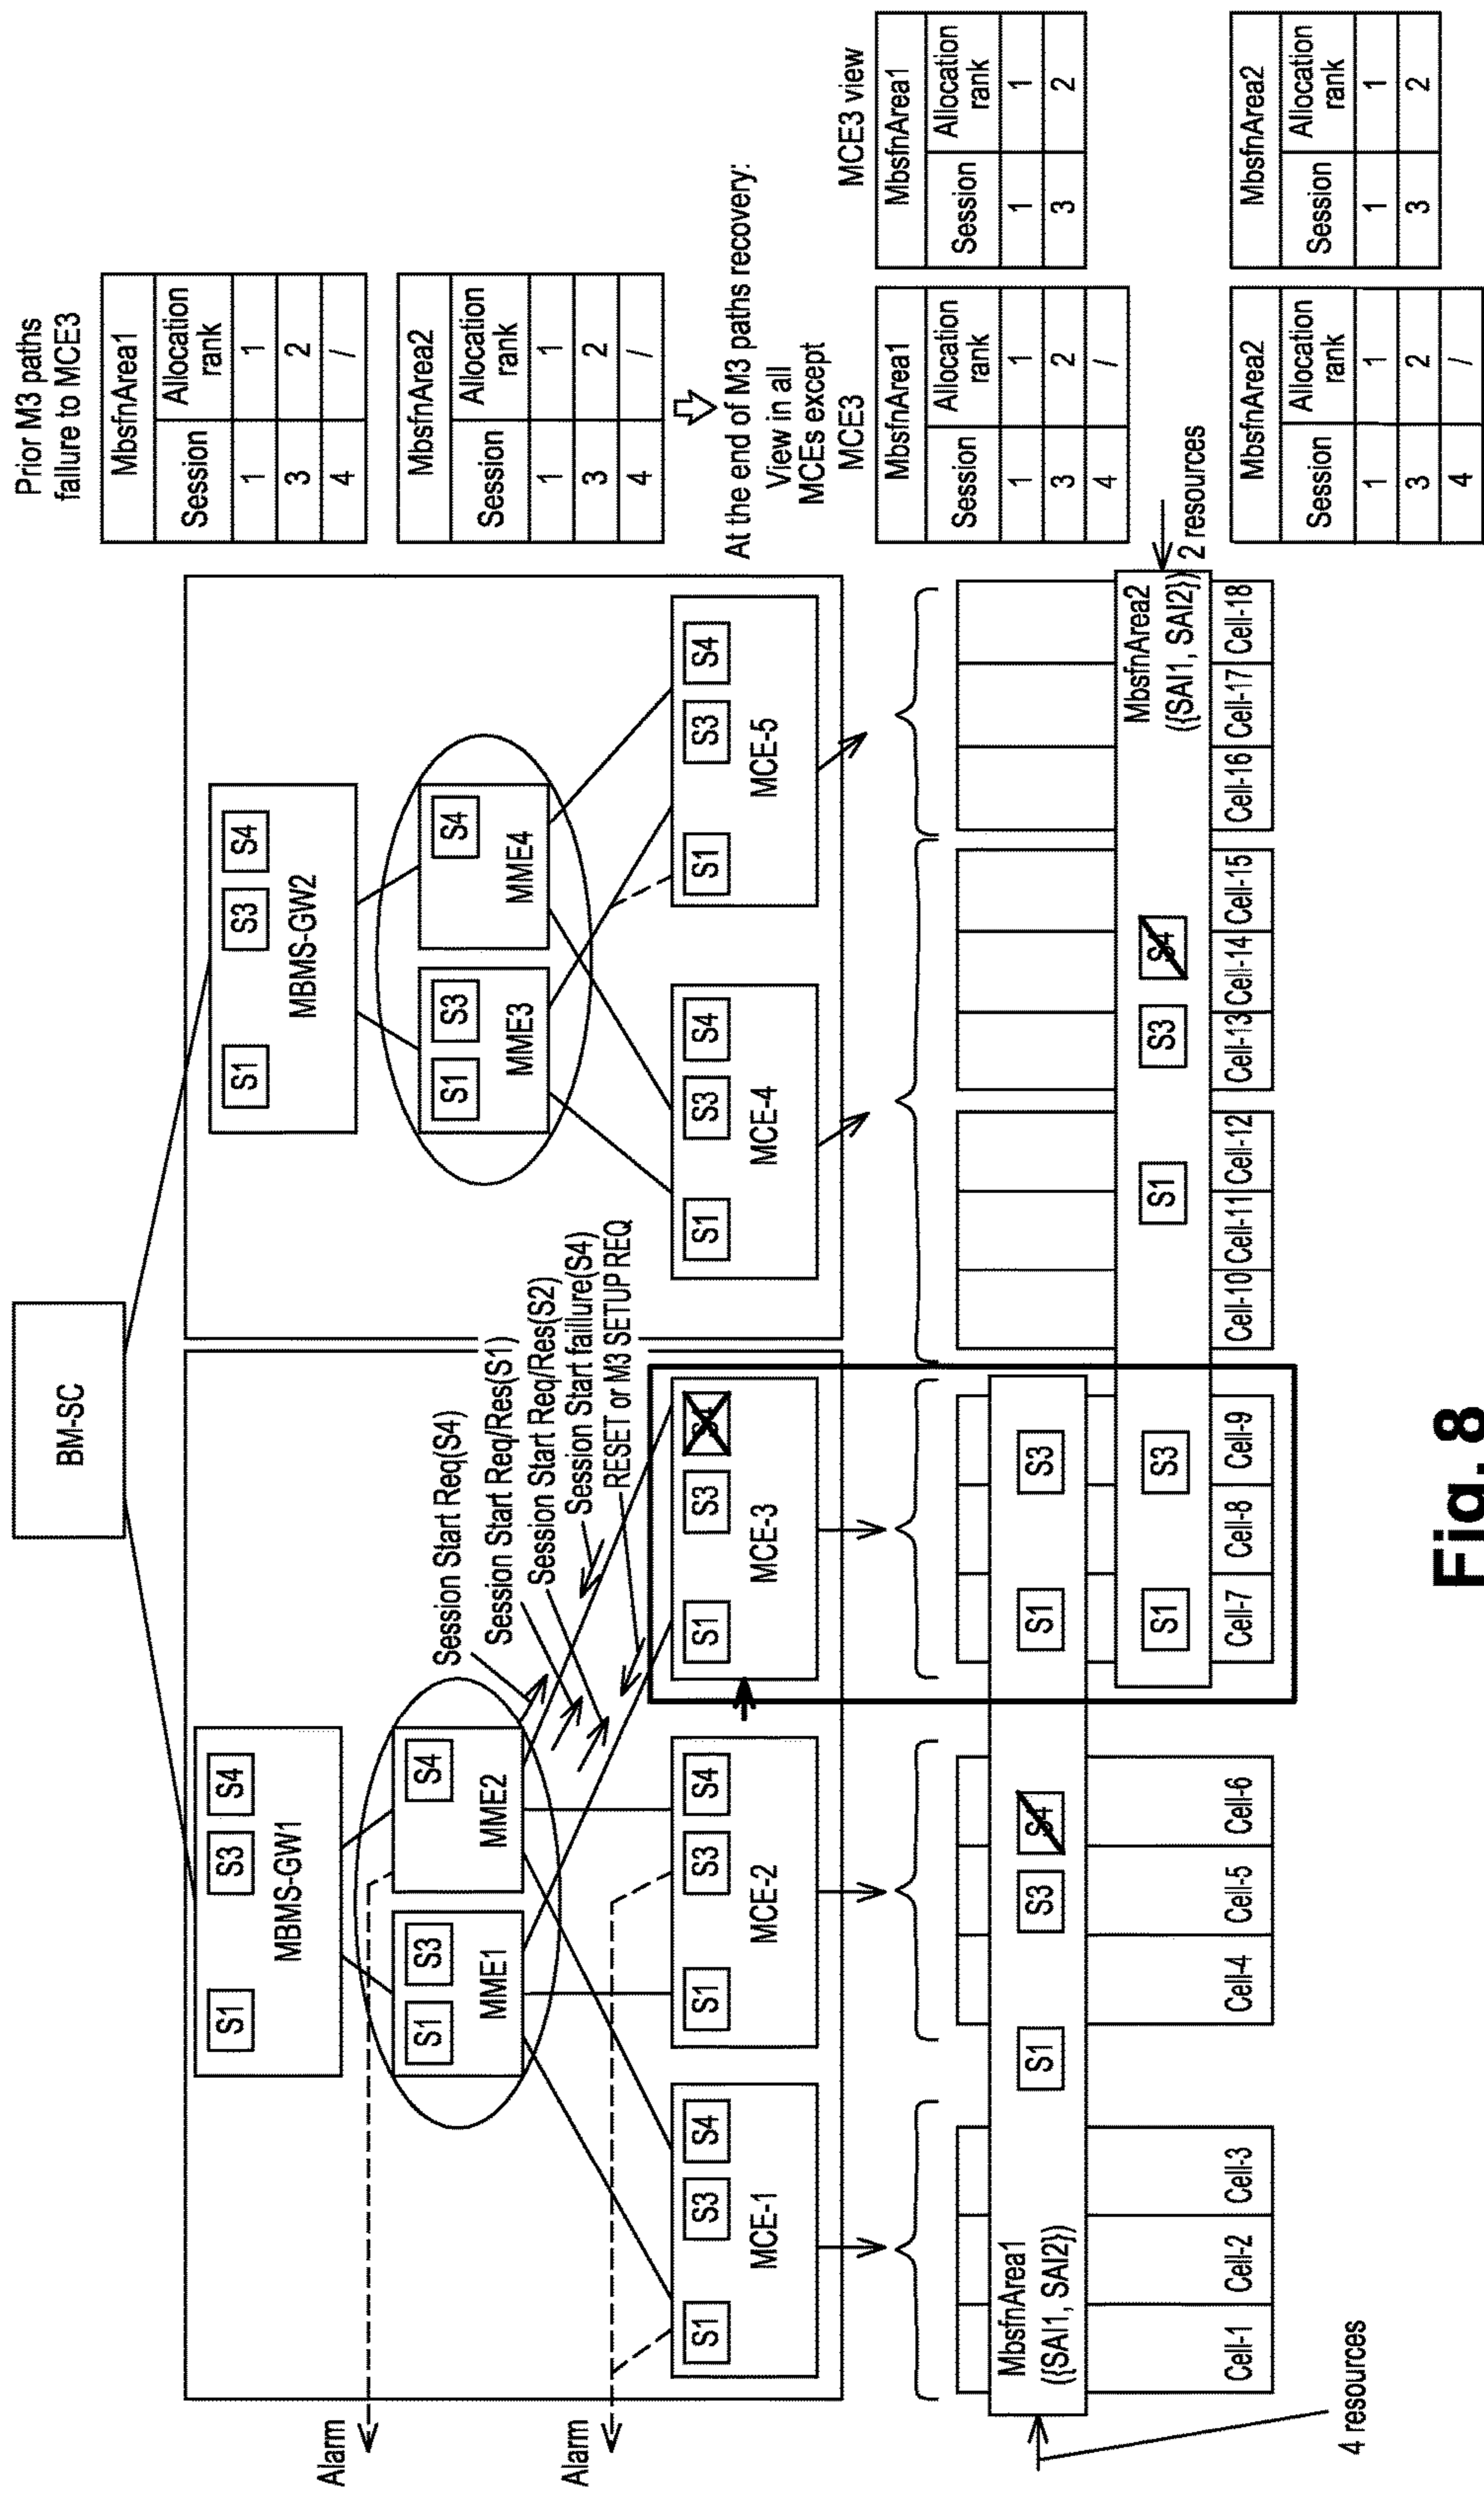 BM-SC
MBMS-GW1
S1
S3
S4
MME1
S1
S3
MME2
S4
MBMS-GW2
S1
S3
S4
MME3
S1
S3
MME4
S4
Alarm
Alarm
Session Start Req(S4)
Session Start Req/Res(S1)
Session Start Req/Res(S2)
Session Start faillure(S4)
RESET or M3 SETUP REQ
S1
S3
S4
MCE-1
S1
S3
S4
MCE-2
S1
S3
S4
MCE-3
S1
S3
S4
MCE-4
S1
S3
S4
MCE-5
MbsfnArea1
({SAI1, SAI2})
S1
S3
S4
S1
S3
4 resources
MbsfnArea2
({SAI1, SAI2})
S1
S3
S1
S3
S4
2 resources
Cell-1
Cell-2
Cell-3
Cell-4
Cell-5
Cell-6
Cell-7
Cell-8
Cell-9
Cell-10
Cell-11
Cell-12
Cell-13
Cell-14
Cell-15
Cell-16
Cell-17
Cell-18
Prior M3 paths
failure to MCE3
MbsfnArea1
Session Allocation
rank
1 1
3 2
4 /
MbsfnArea2
Session Allocation
rank
1 1
3 2
4 /
At the end of M3 paths recovery:
View in all
MCEs except
MCE3
MbsfnArea1
Session Allocation
rank
1 1
3 2
4 /
MbsfnArea2
Session Allocation
rank
1 1
3 2
4 /
MCE3 view
MbsfnArea1
Session Allocation
rank
1 1
3 2
MbsfnArea2
Session Allocation
rank
1 1
3 2
Fig. 8